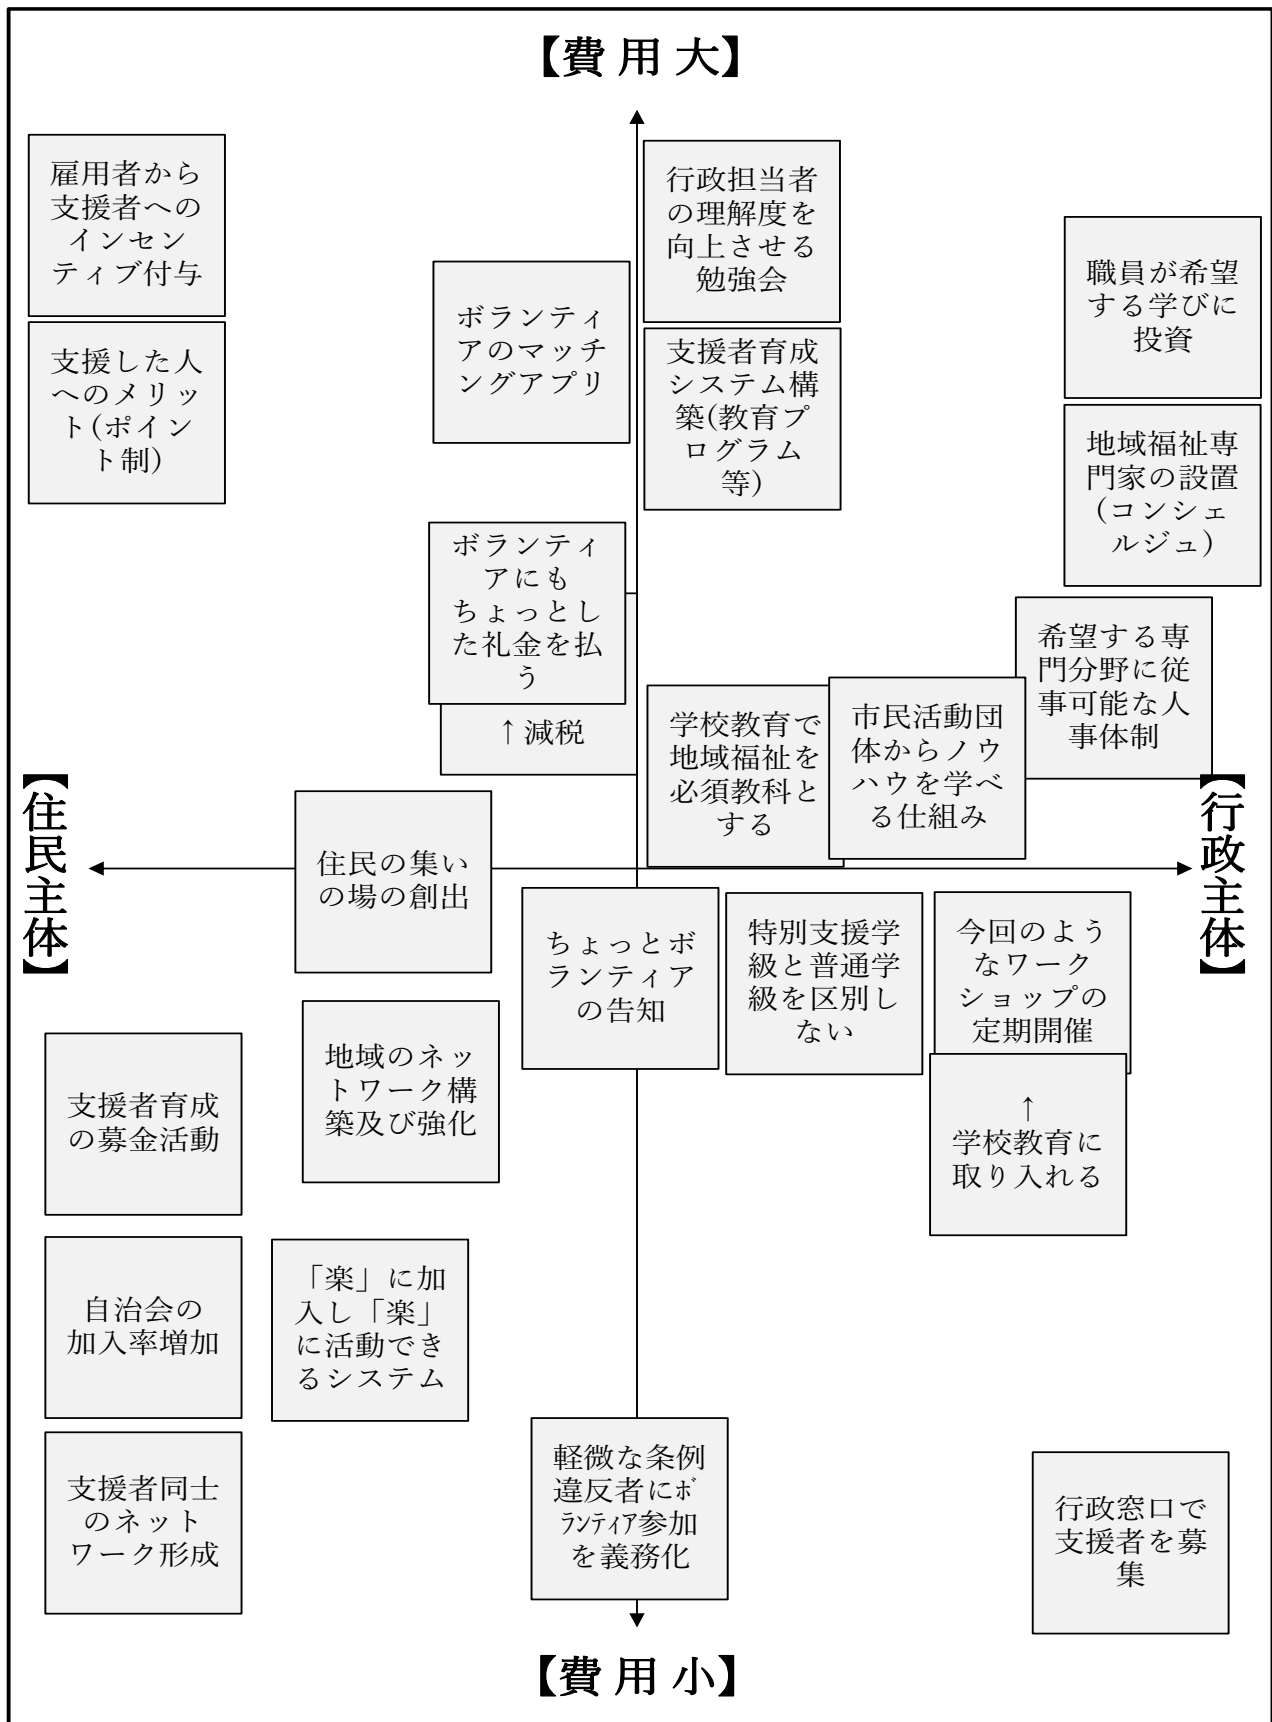 【費用大】
雇用者から
支援者への
インセン
ティブ付与
行政担当者
の理解度を
向上させる
勉強会
職員が希望
する学びに
投資
ボランティ
アのマッチ
ングアプリ
支援した人
へのメリッ
ト(ポイン
ト制)
支援者育成
システム構
築(教育プ
ログラム
等)
地域福祉専
門家の設置
(コンシェ
ルジュ)
ボランティ
アにも
ちょっとし
た礼金を払
う
↑減税
希望する専
門分野に従
事可能な人
事体制
学校教育で
地域福祉を
必須教科と
する
市民活動団
体からノウ
ハウを学べ
る仕組み
【住民主体】
【行政主体】
住民の集い
の場の創出
ちょっとボ
ランティア
の告知
特別支援学
級と普通学
級を区別し
ない
今回のよう
なワーク
ショップの
定期開催
↑
学校教育に
取り入れる
地域のネッ
トワーク構
築及び強化
支援者育成
の募金活動
自治会の
加入率増加
「楽」に加
入し「楽」
に活動でき
るシステム
支援者同士
のネット
ワーク形成
軽微な条例
違反者にﾎﾞ
ﾗﾝﾃｨｱ参加
を義務化
行政窓口で
支援者を募
集
【費用小】